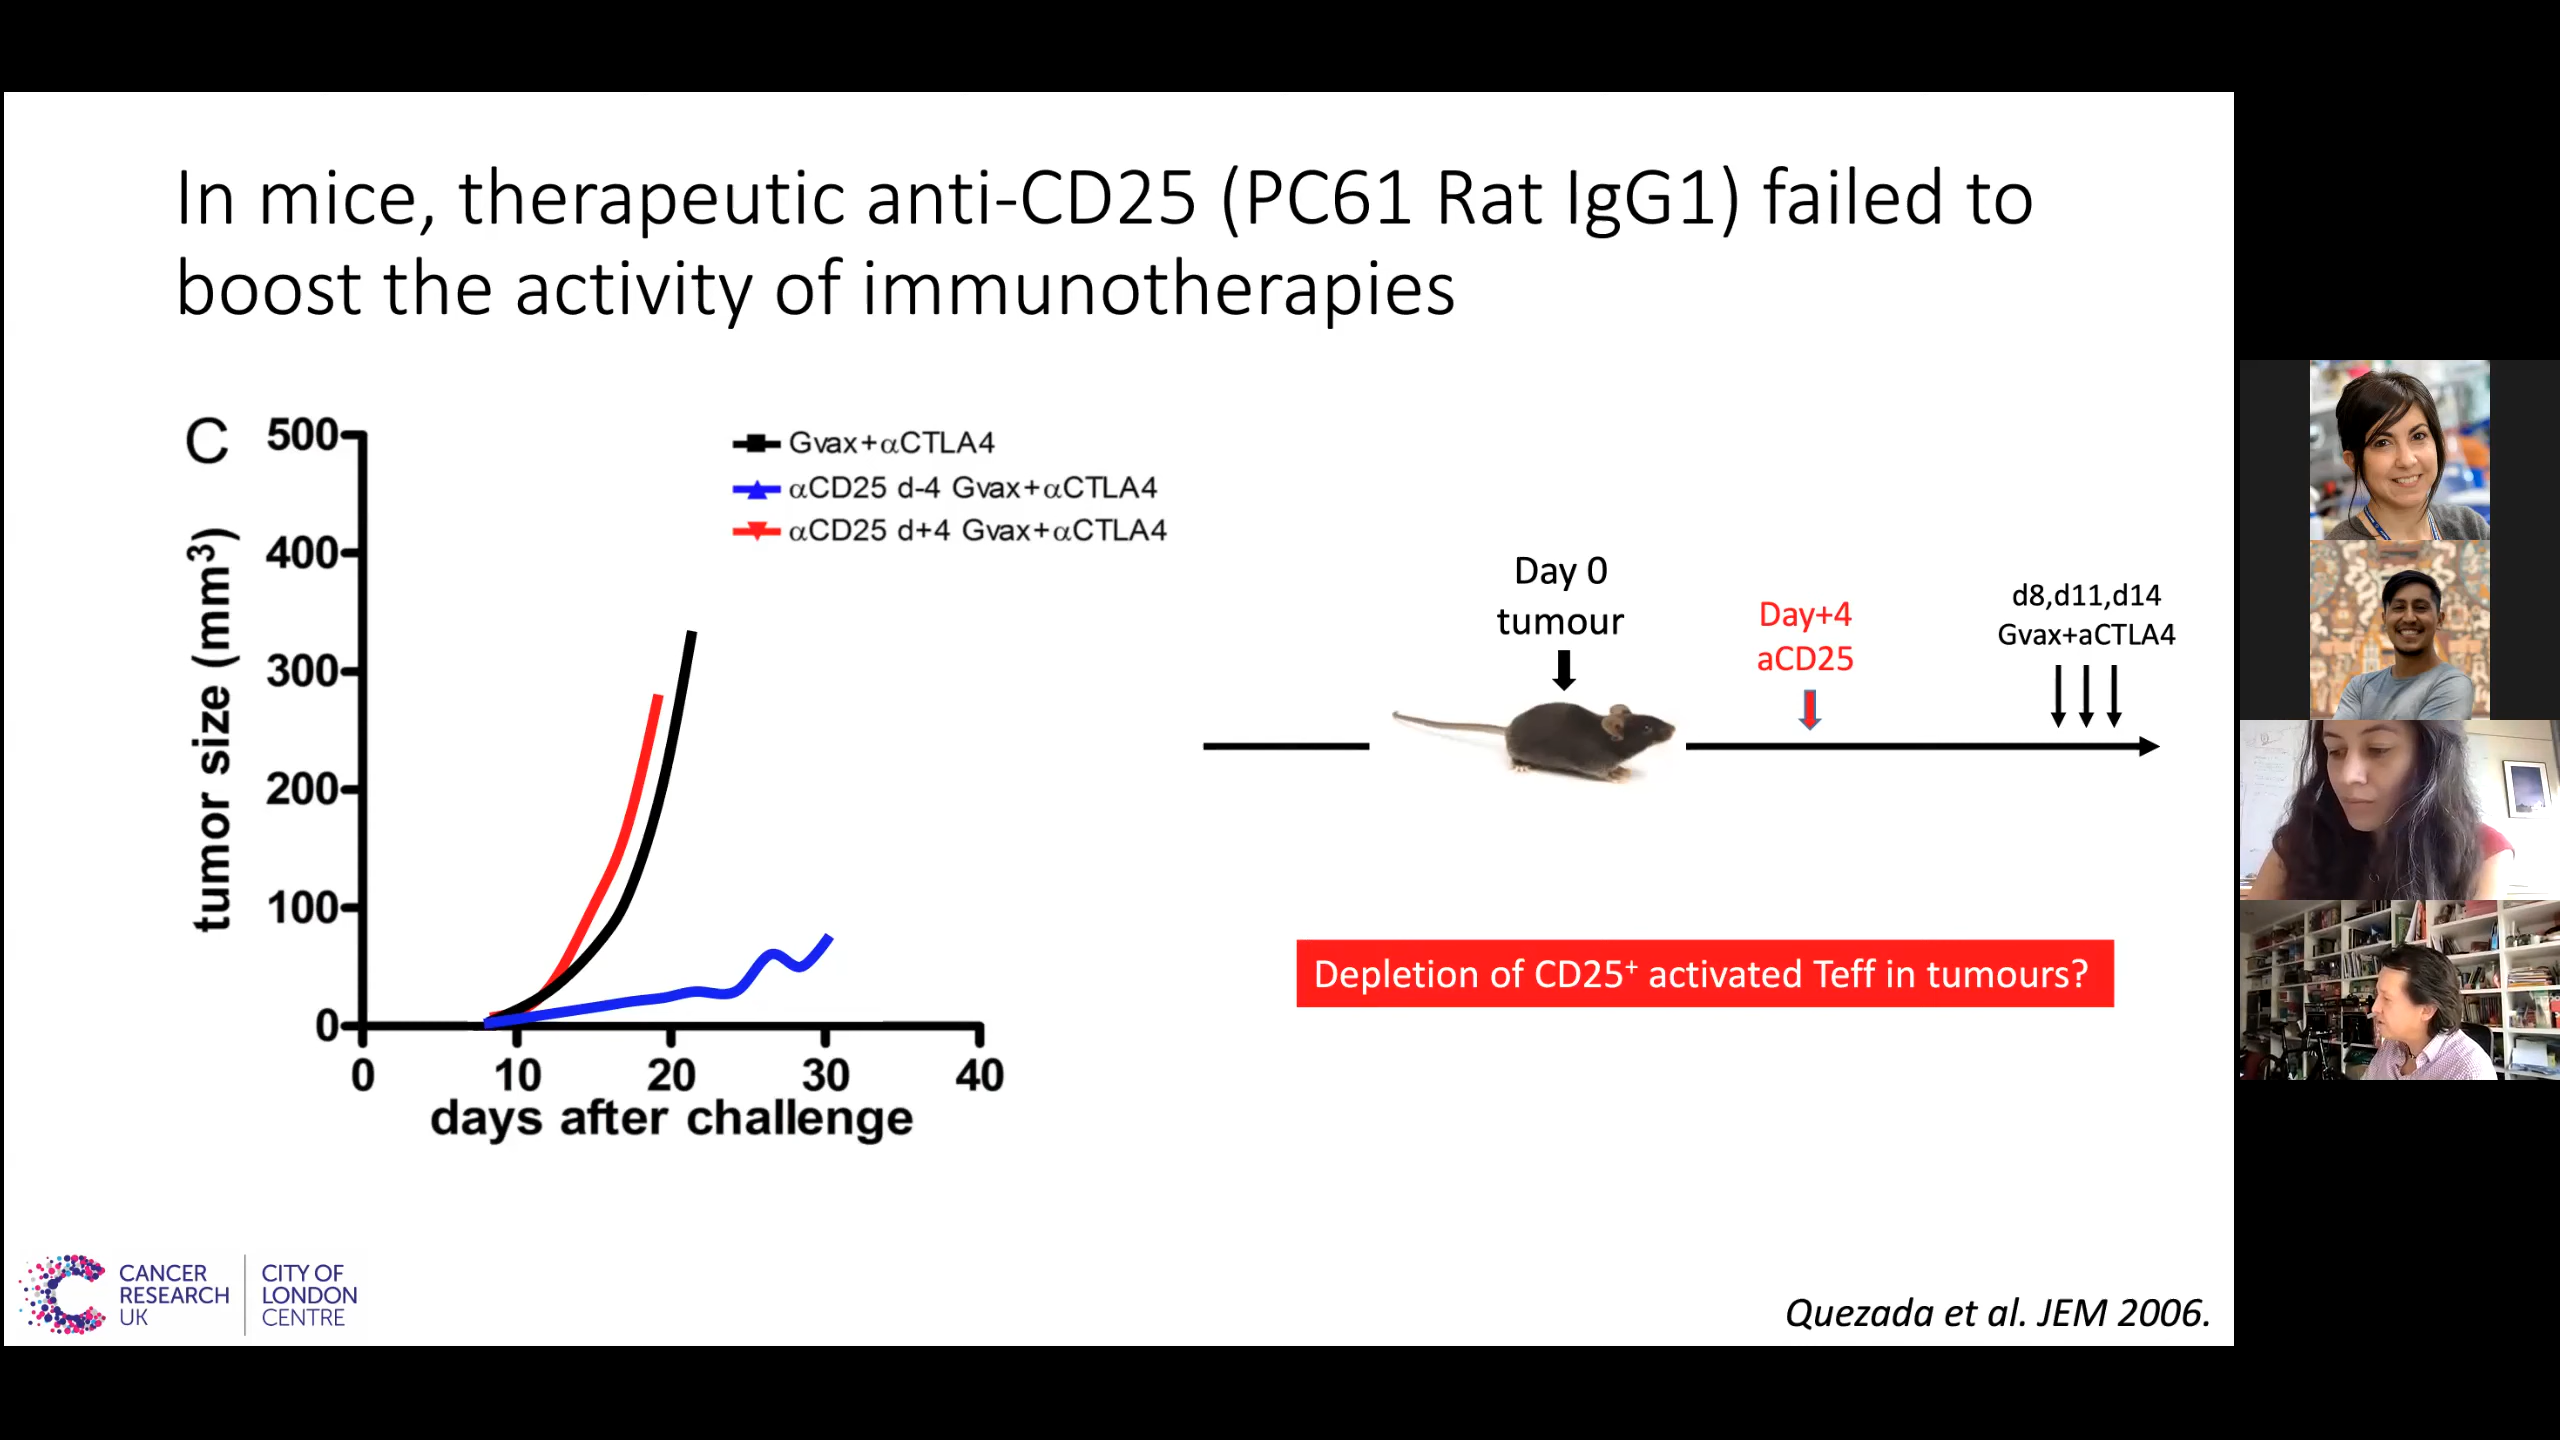 In mice, therapeutic anti-CD25 (PC61 Rat IgG1) failed to
boost the activity of immunotherapies
C
500
400
300
200
100
0
tumor size (mm³)
Gvax+αCTLA4
αCD25 d-4 Gvax+αCTLA4
αCD25 d+4 Gvax+αCTLA4
0 10 20 30 40
days after challenge
Day 0
tumour
Day+4
aCD25
d8,d11,d14
Gvax+aCTLA4
Depletion of CD25⁺ activated Teff in tumours?
CANCER
RESEARCH
UK
CITY OF
LONDON
CENTRE
Quezada et al. JEM 2006.